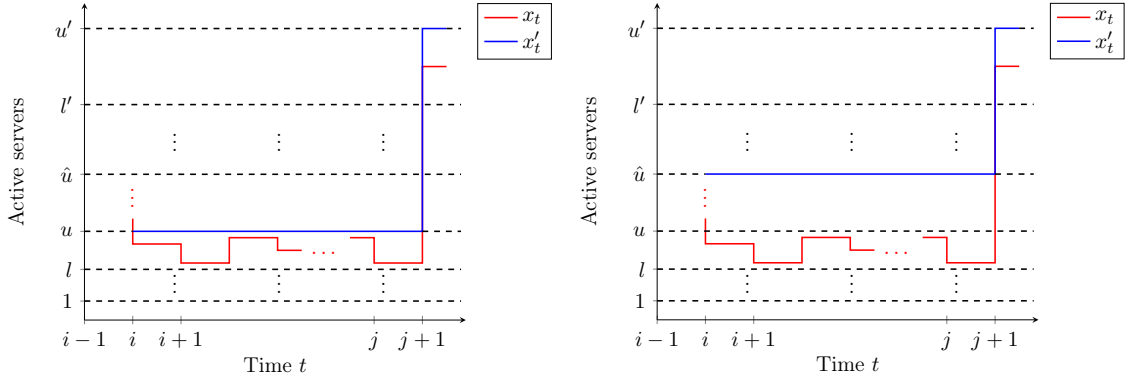 u′
l′
û
u
l
1
Active servers
i − 1
i
i + 1
j
j + 1
Time t
x_t
x′_t
u′
l′
û
u
l
1
Active servers
i − 1
i
i + 1
j
j + 1
Time t
x_t
x′_t